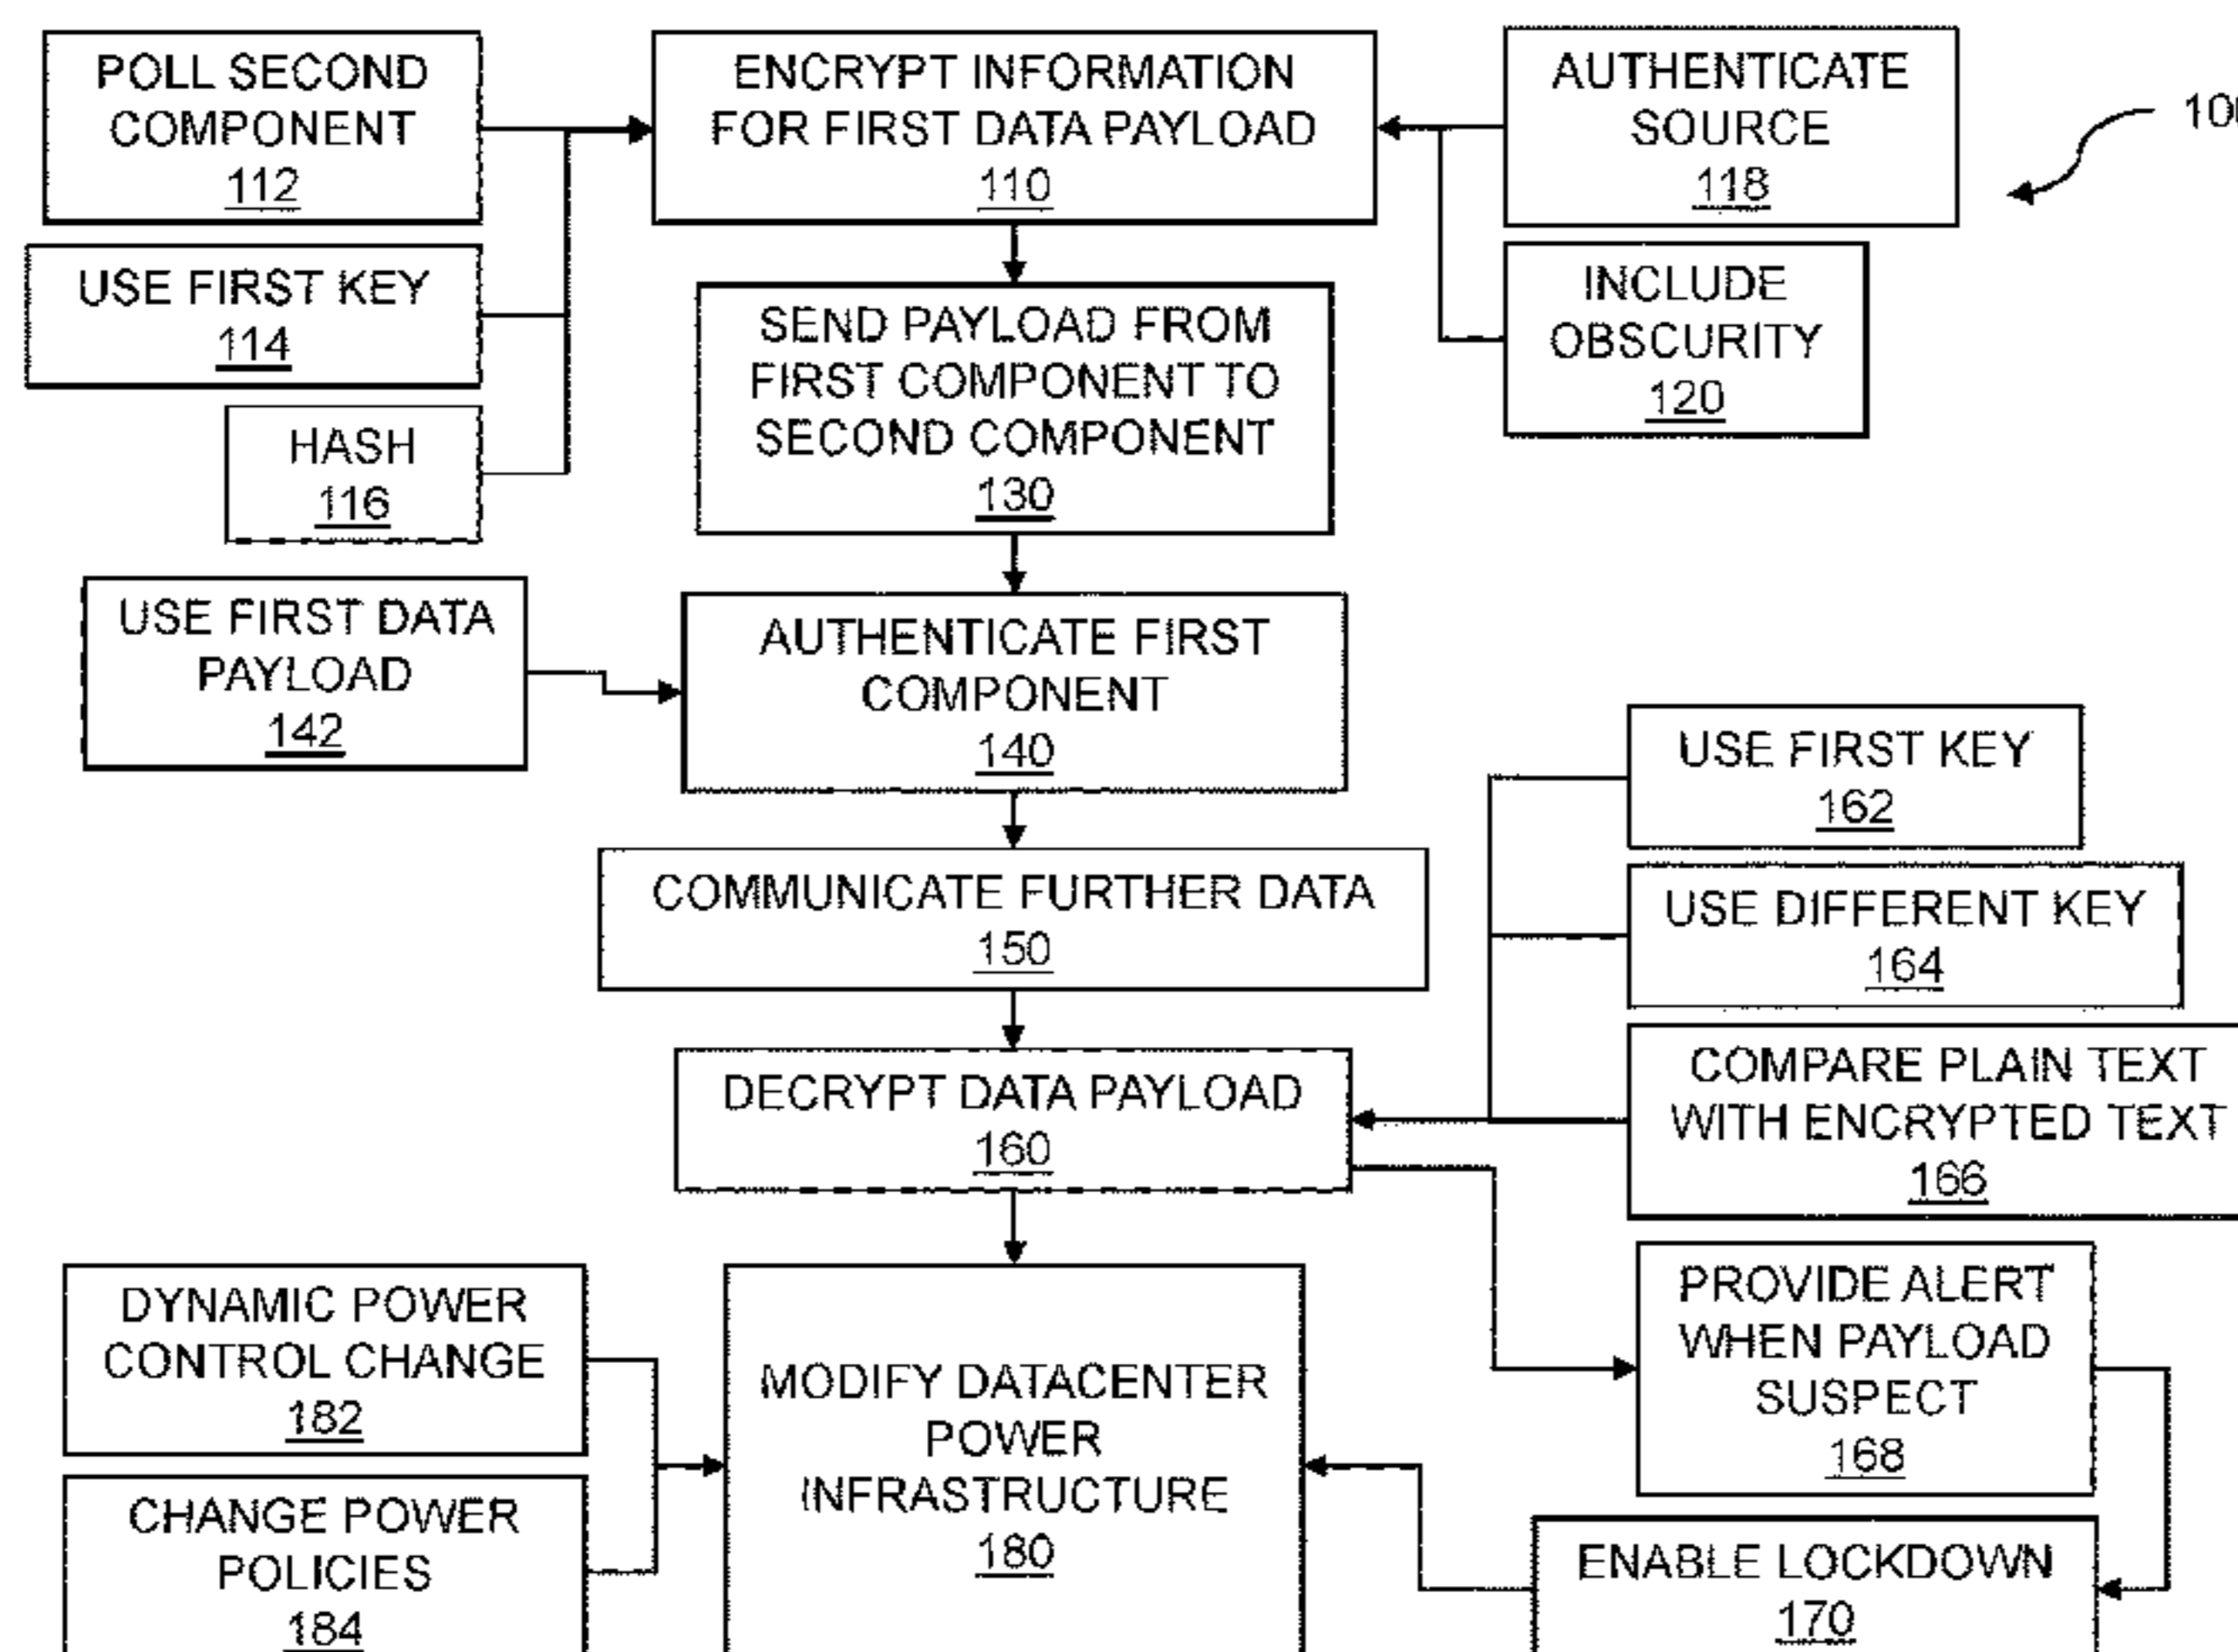 POLL SECOND
COMPONENT
112
ENCRYPT INFORMATION
FOR FIRST DATA PAYLOAD
110
AUTHENTICATE
SOURCE
118
USE FIRST KEY
114
HASH
116
INCLUDE
OBSCURITY
120
SEND PAYLOAD FROM
FIRST COMPONENT TO
SECOND COMPONENT
130
USE FIRST DATA
PAYLOAD
142
AUTHENTICATE FIRST
COMPONENT
140
COMMUNICATE FURTHER DATA
150
USE FIRST KEY
162
USE DIFFERENT KEY
164
COMPARE PLAIN TEXT
WITH ENCRYPTED TEXT
166
DECRYPT DATA PAYLOAD
160
PROVIDE ALERT
WHEN PAYLOAD
SUSPECT
168
ENABLE LOCKDOWN
170
DYNAMIC POWER
CONTROL CHANGE
182
CHANGE POWER
POLICIES
184
MODIFY DATACENTER
POWER
INFRASTRUCTURE
180